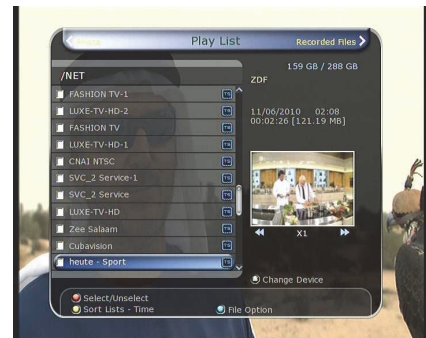 Play List
Recorded Files
/NET
159 GB / 288 GB
ZDF
FASHION TV-1
LUXE-TV-HD-2
FASHION TV
LUXE-TV-HD-1
CNAI NTSC
SVC_2 Service-1
SVC_2 Service
LUXE-TV-HD
Zee Salaam
Cubavision
heute - Sport
11/06/2010 02:08
00:02:26 [121.19 MB]
X1
Change Device
Select/Unselect
Sort Lists - Time
File Option